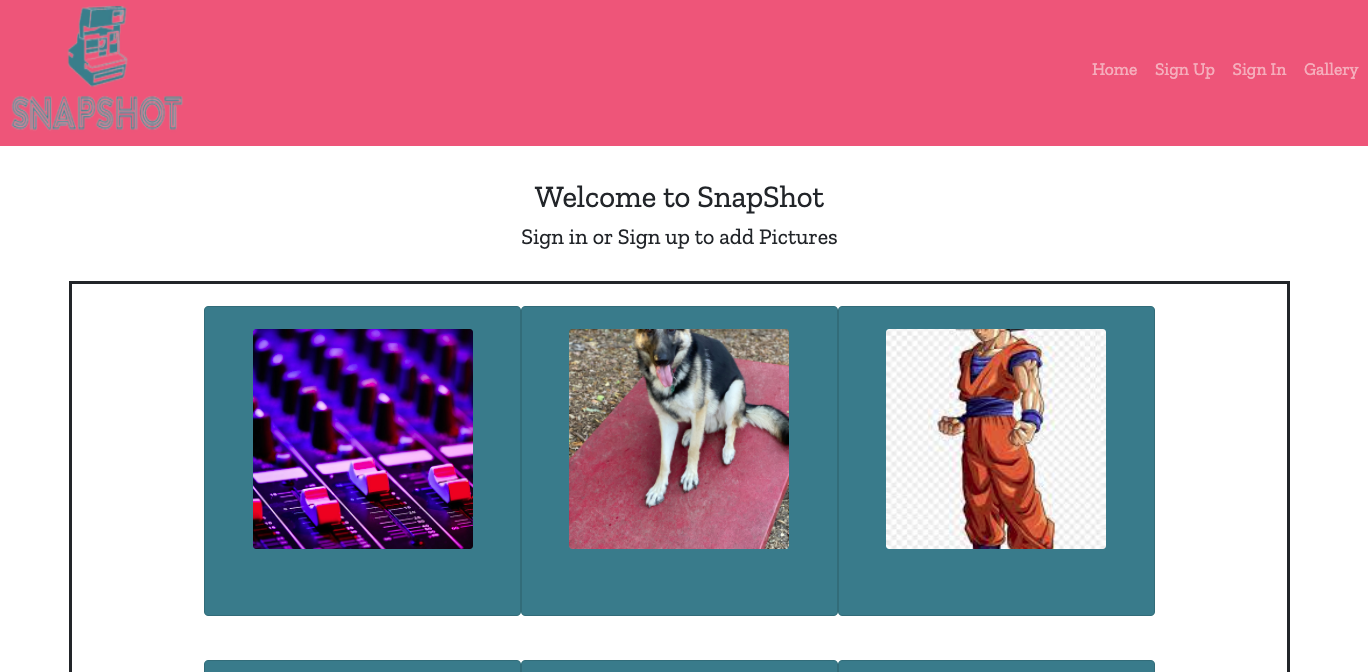 SNAPSHOT
Home Sign Up Sign In Gallery
Welcome to SnapShot
Sign in or Sign up to add Pictures